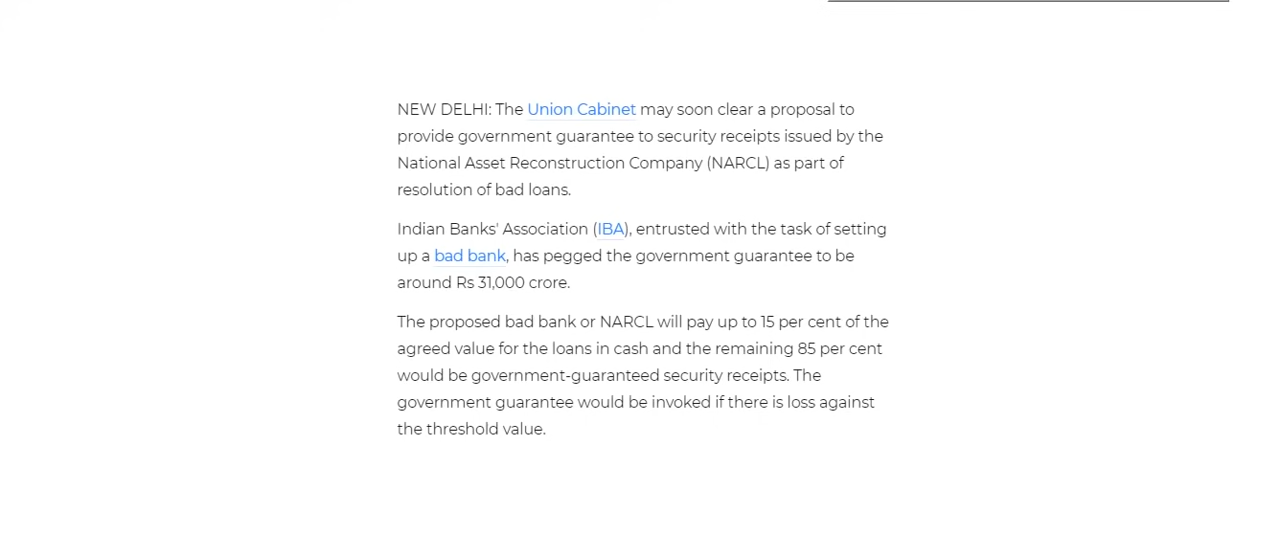 NEW DELHI: The Union Cabinet may soon clear a proposal to
provide government guarantee to security receipts issued by the
National Asset Reconstruction Company (NARCL) as part of
resolution of bad loans.
Indian Banks' Association (IBA), entrusted with the task of setting
up a bad bank, has pegged the government guarantee to be
around Rs 31,000 crore.
The proposed bad bank or NARCL will pay up to 15 per cent of the
agreed value for the loans in cash and the remaining 85 per cent
would be government-guaranteed security receipts. The
government guarantee would be invoked if there is loss against
the threshold value.